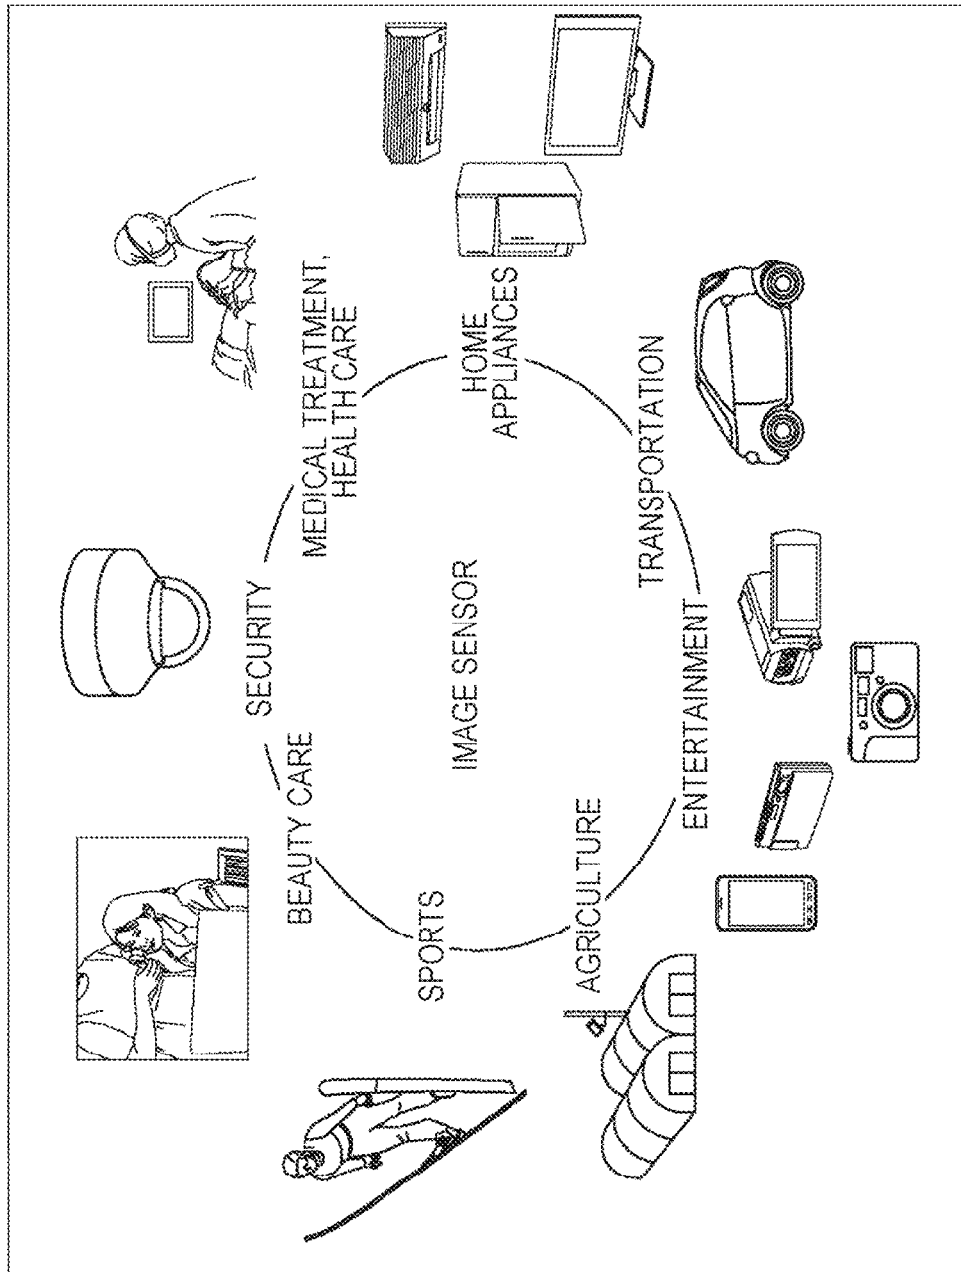 BEAUTY CARE
SECURITY
MEDICAL TREATMENT,
HEALTH CARE
SPORTS
IMAGE SENSOR
HOME
APPLIANCES
AGRICULTURE
TRANSPORTATION
ENTERTAINMENT